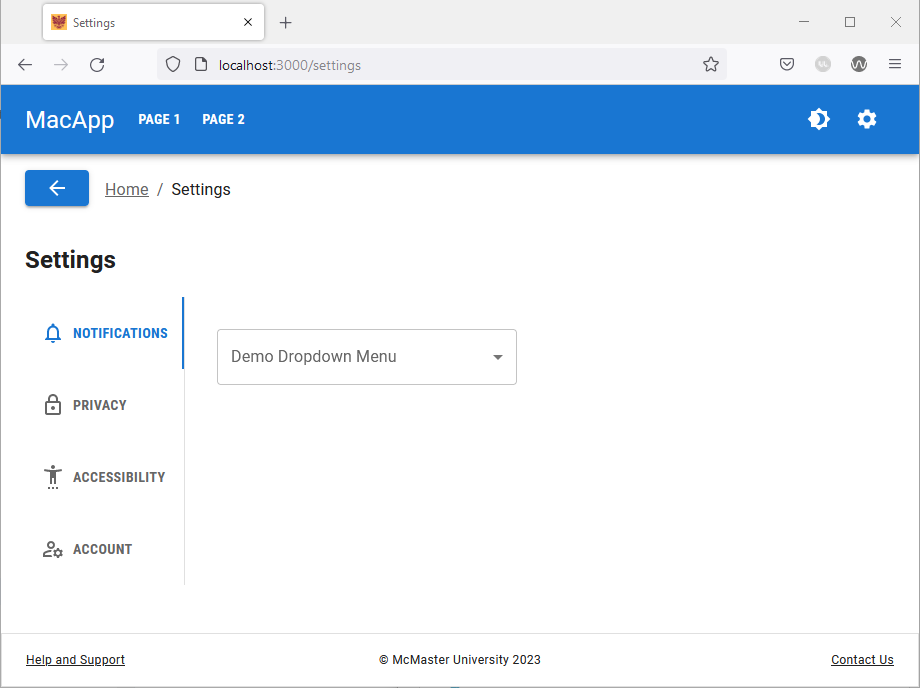 Settings
localhost:3000/settings
MacApp PAGE 1 PAGE 2
Home / Settings
Settings
NOTIFICATIONS
Demo Dropdown Menu
PRIVACY
ACCESSIBILITY
ACCOUNT
Help and Support © McMaster University 2023 Contact Us